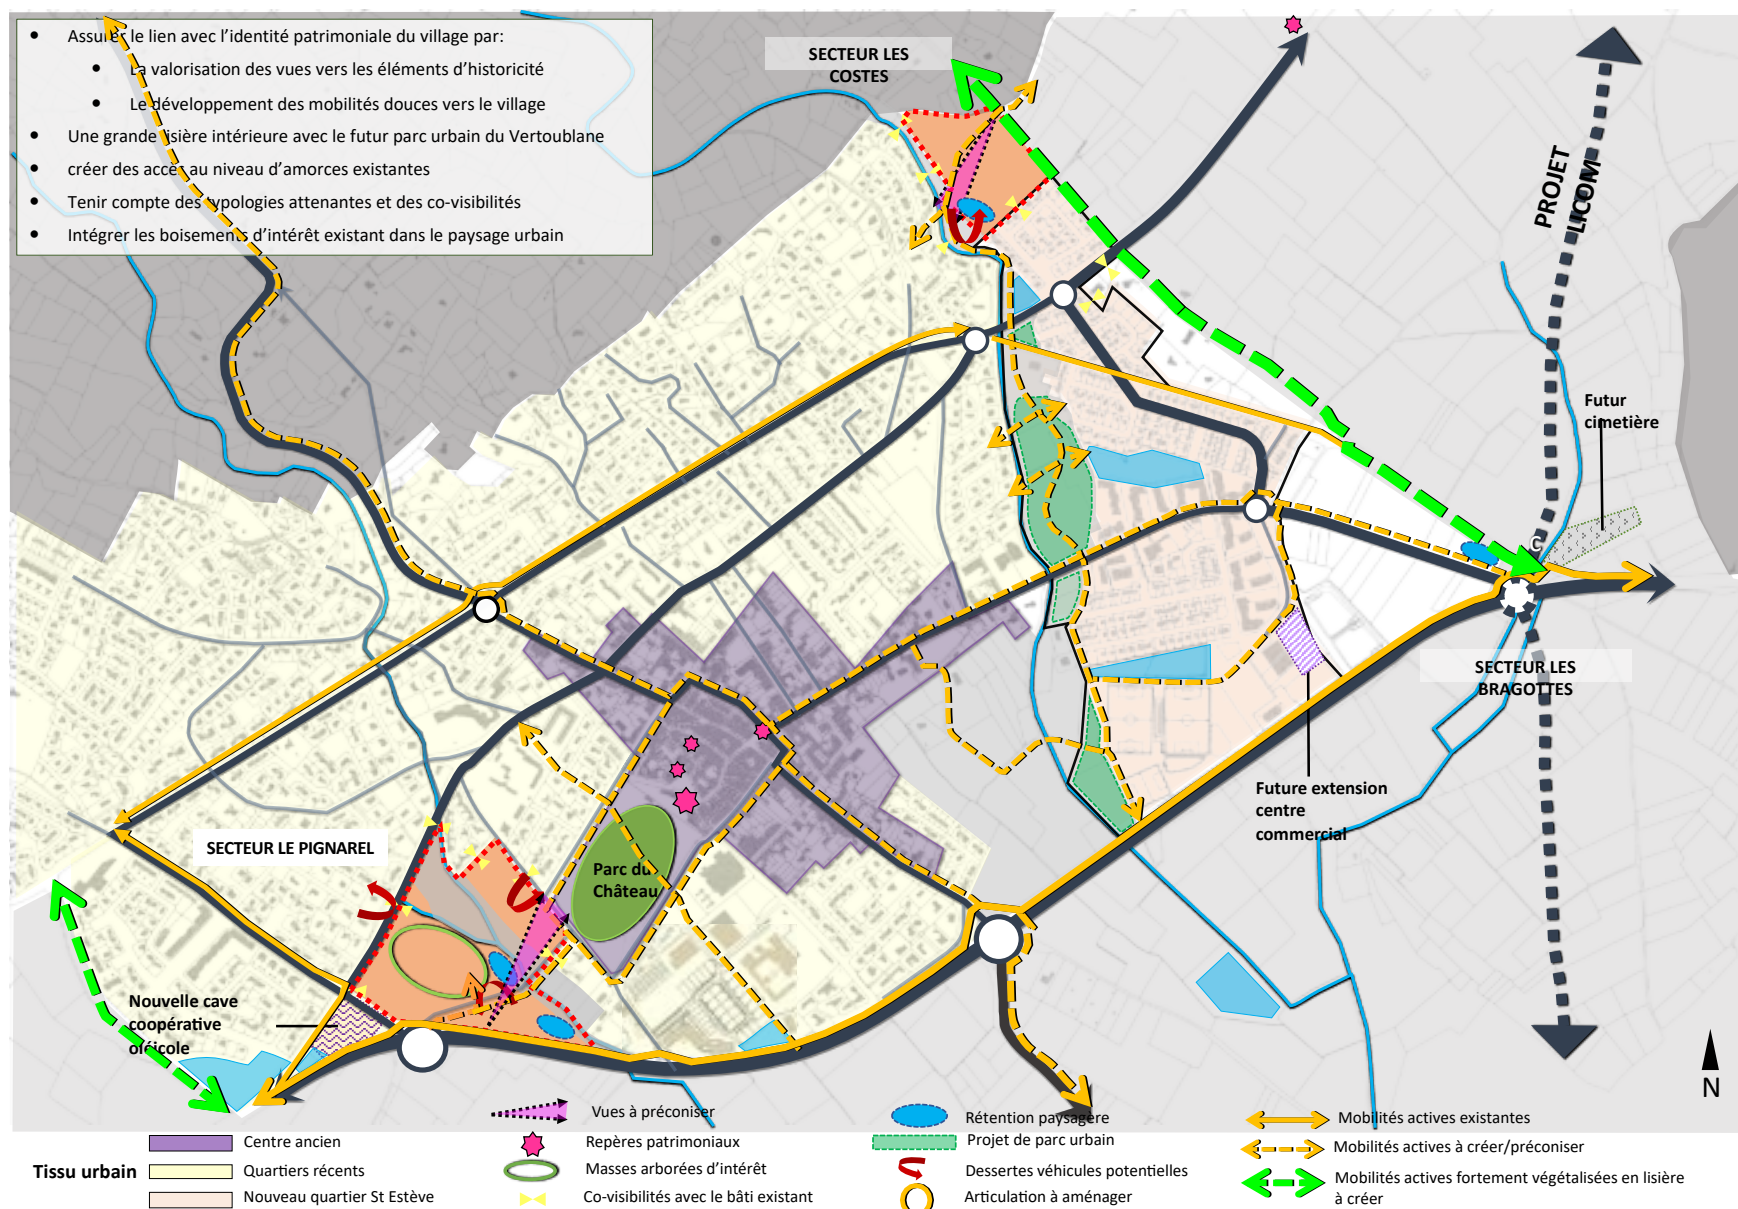 • Assurer le lien avec l'identité patrimoniale du village par:
• La valorisation des vues vers les éléments d'historicité
• Le développement des mobilités douces vers le village
• Une grande lisière intérieure avec le futur parc urbain du Vertoublane
• créer des accès au niveau d'amorces existantes
• Tenir compte des typologies attenantes et des co-visibilités
• Intégrer les boisements d'intérêt existant dans le paysage urbain
SECTEUR LES
COSTES
PROJET
LICOM
Futur
cimetière
C
SECTEUR LES
BRAGOTTES
Future extension
centre
commercial
SECTEUR LE PIGNAREL
Parc du
Château
Nouvelle cave
coopérative
oléicole
N
Tissu urbain
Centre ancien
Quartiers récents
Nouveau quartier St Estève
Vues à préconiser
Repères patrimoniaux
Masses arborées d'intérêt
Co-visibilités avec le bâti existant
Rétention paysagère
Projet de parc urbain
Dessertes véhicules potentielles
Articulation à aménager
Mobilités actives existantes
Mobilités actives à créer/préconiser
Mobilités actives fortement végétalisées en lisière
à créer